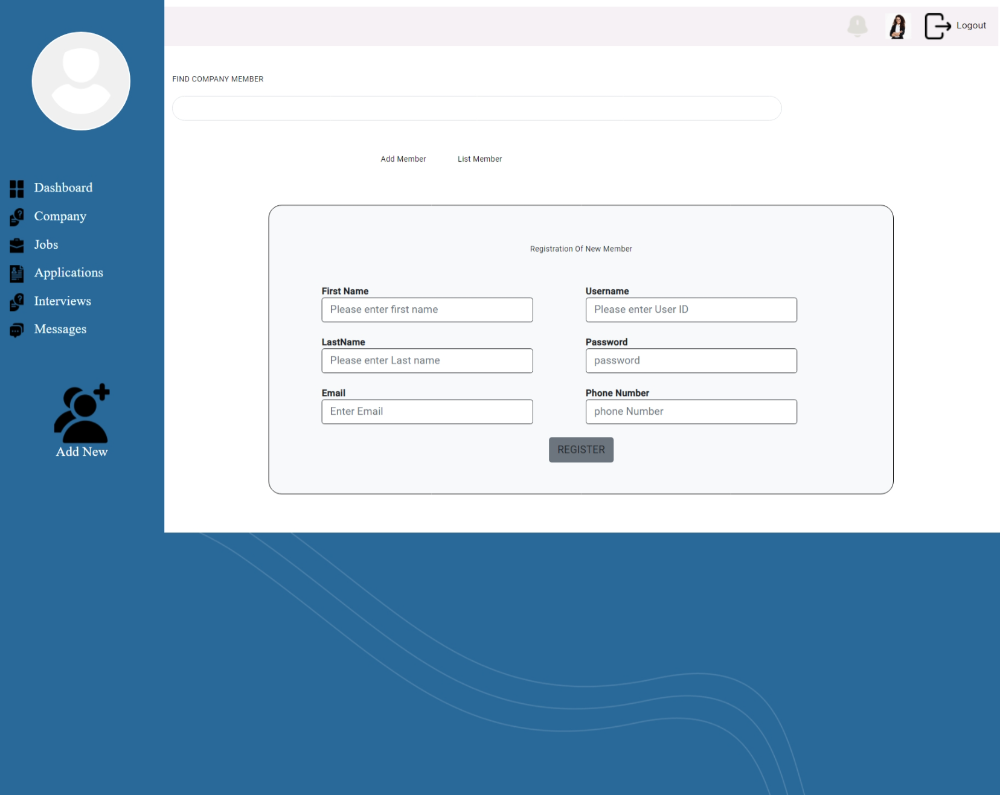 Logout
FIND COMPANY MEMBER
Add Member
List Member
Dashboard
Company
Jobs
Applications
Interviews
Messages
Add New
Registration Of New Member
First Name
Please enter first name
Username
Please enter User ID
LastName
Please enter Last name
Password
password
Email
Enter Email
Phone Number
phone Number
REGISTER